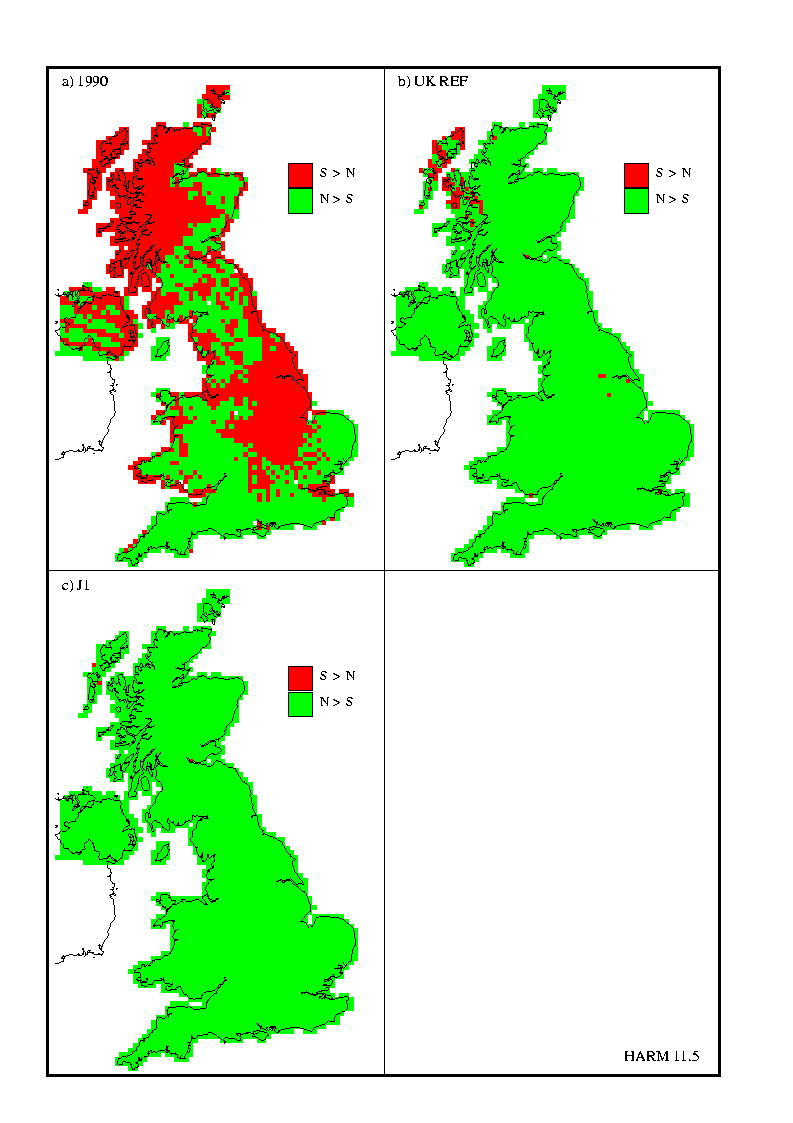 a) 1990
S > N
N > S
b) UK REF
S > N
N > S
c) J1
S > N
N > S
HARM 11.5